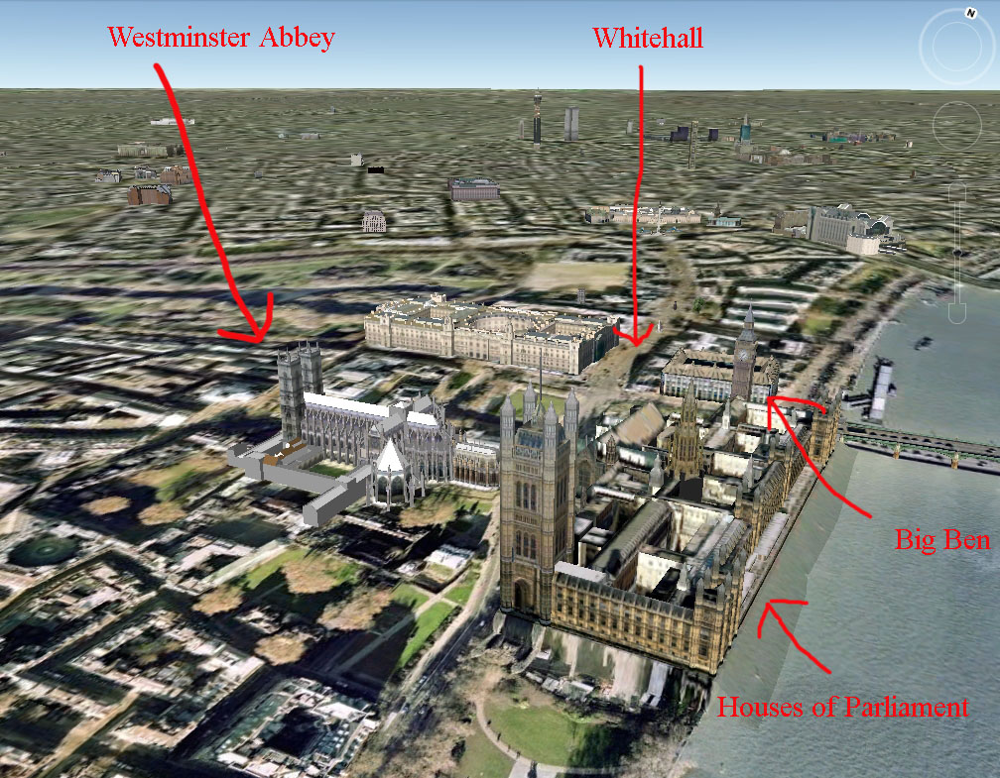 Westminster Abbey
Whitehall
N
Big Ben
Houses of Parliament